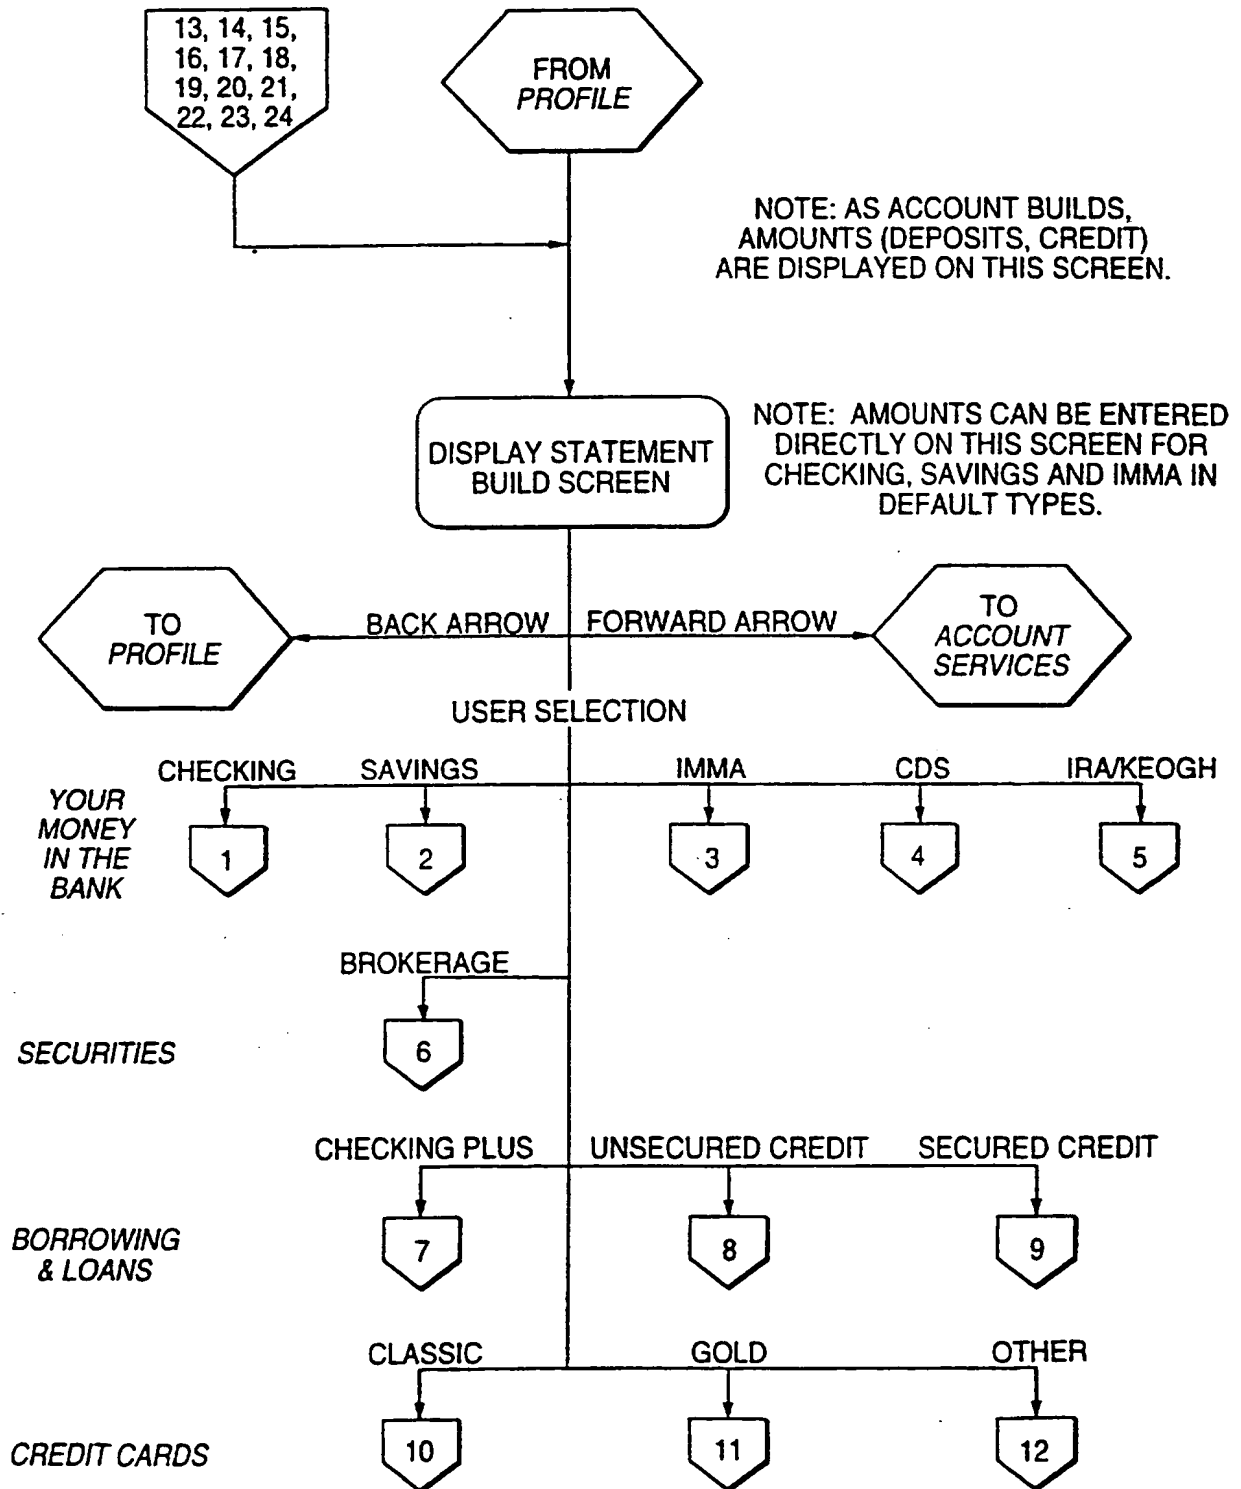 13, 14, 15,
16, 17, 18,
19, 20, 21,
22, 23, 24
FROM
PROFILE
NOTE: AS ACCOUNT BUILDS,
AMOUNTS (DEPOSITS, CREDIT)
ARE DISPLAYED ON THIS SCREEN.
DISPLAY STATEMENT
BUILD SCREEN
NOTE: AMOUNTS CAN BE ENTERED
DIRECTLY ON THIS SCREEN FOR
CHECKING, SAVINGS AND IMMA IN
DEFAULT TYPES.
TO
PROFILE
BACK ARROW
FORWARD ARROW
TO
ACCOUNT
SERVICES
USER SELECTION
CHECKING
SAVINGS
IMMA
CDS
IRA/KEOGH
YOUR
MONEY
IN THE
BANK
1
2
3
4
5
BROKERAGE
SECURITIES
6
CHECKING PLUS
UNSECURED CREDIT
SECURED CREDIT
BORROWING
& LOANS
7
8
9
CLASSIC
GOLD
OTHER
CREDIT CARDS
10
11
12